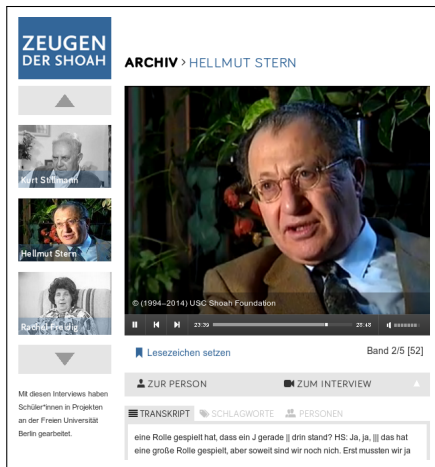 ZEUGEN
DER SHOAH
ARCHIV > HELLMUT STERN
Kurt Stillmann
Hellmut Stern
Rachel Freidig
© (1994–2014) USC Shoah Foundation
23:39
28:48
Lesezeichen setzen
Band 2/5 [52]
ZUR PERSON
ZUM INTERVIEW
Mit diesen Interviews haben
Schüler*innen in Projekten
an der Freien Universität
Berlin gearbeitet.
TRANSKRIPT
SCHLAGWORTE
PERSONEN
eine Rolle gespielt hat, dass ein J gerade || drin stand? HS: Ja, ja, ||| das hat
eine große Rolle gespielt, aber soweit sind wir noch nich. Erst mussten wir ja